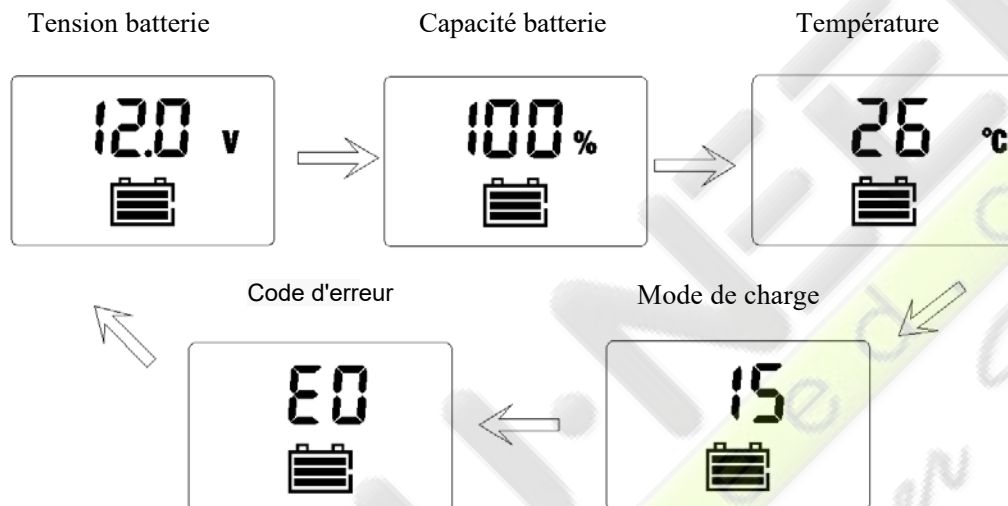 Tension batterie
Capacité batterie
Température
12.0 V
100 %
26 °C
Code d'erreur
Mode de charge
E0
15